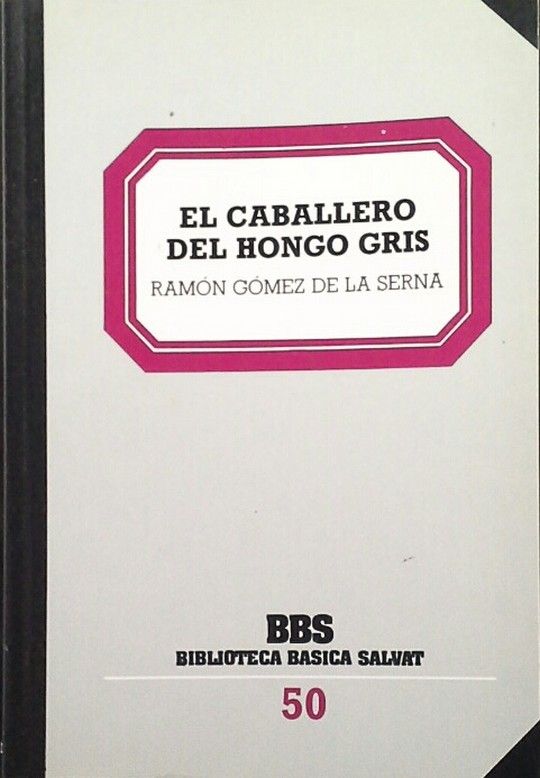 EL CABALLERO
DEL HONGO GRIS
RAMÓN GÓMEZ DE LA SERNA
BBS
BIBLIOTECA BASICA SALVAT
50